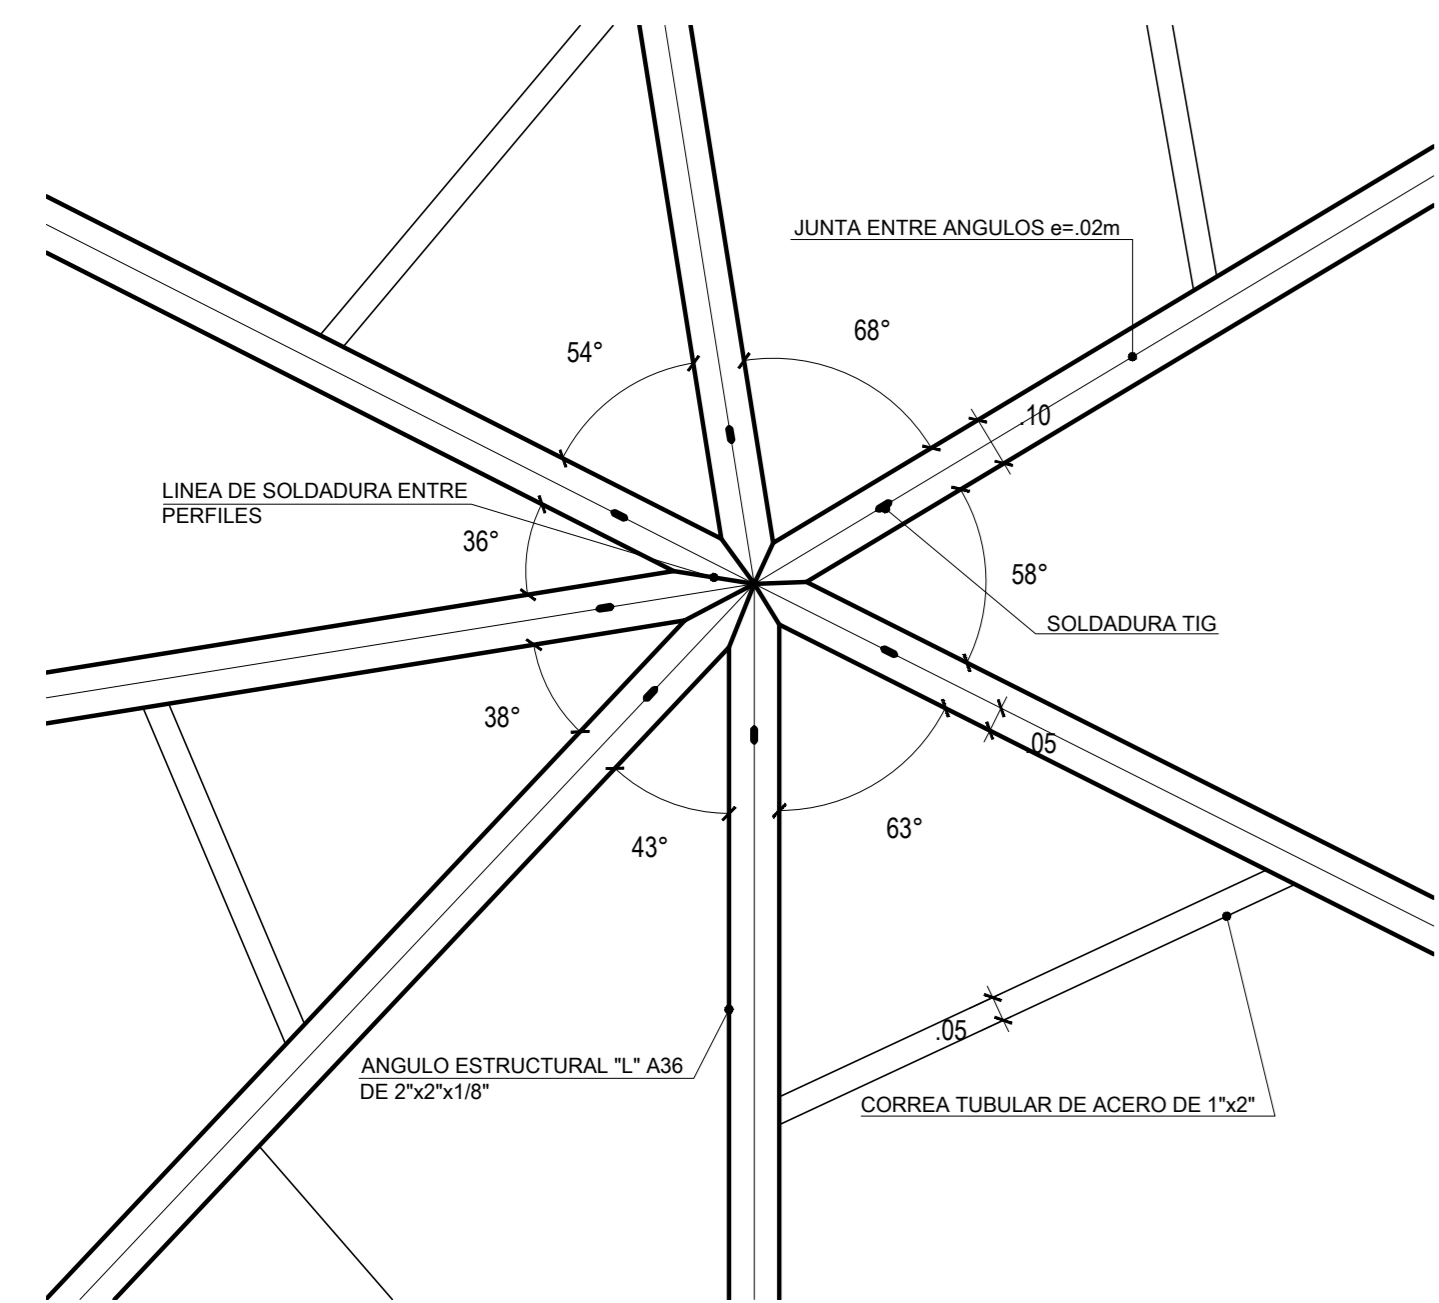 JUNTA ENTRE ANGULOS e=.02m
68°
54°
.10
LINEA DE SOLDADURA ENTRE
PERFILES
36°
58°
SOLDADURA TIG
38°
.05
63°
43°
.05
ANGULO ESTRUCTURAL "L" A36
DE 2"x2"x1/8"
CORREA TUBULAR DE ACERO DE 1"x2"